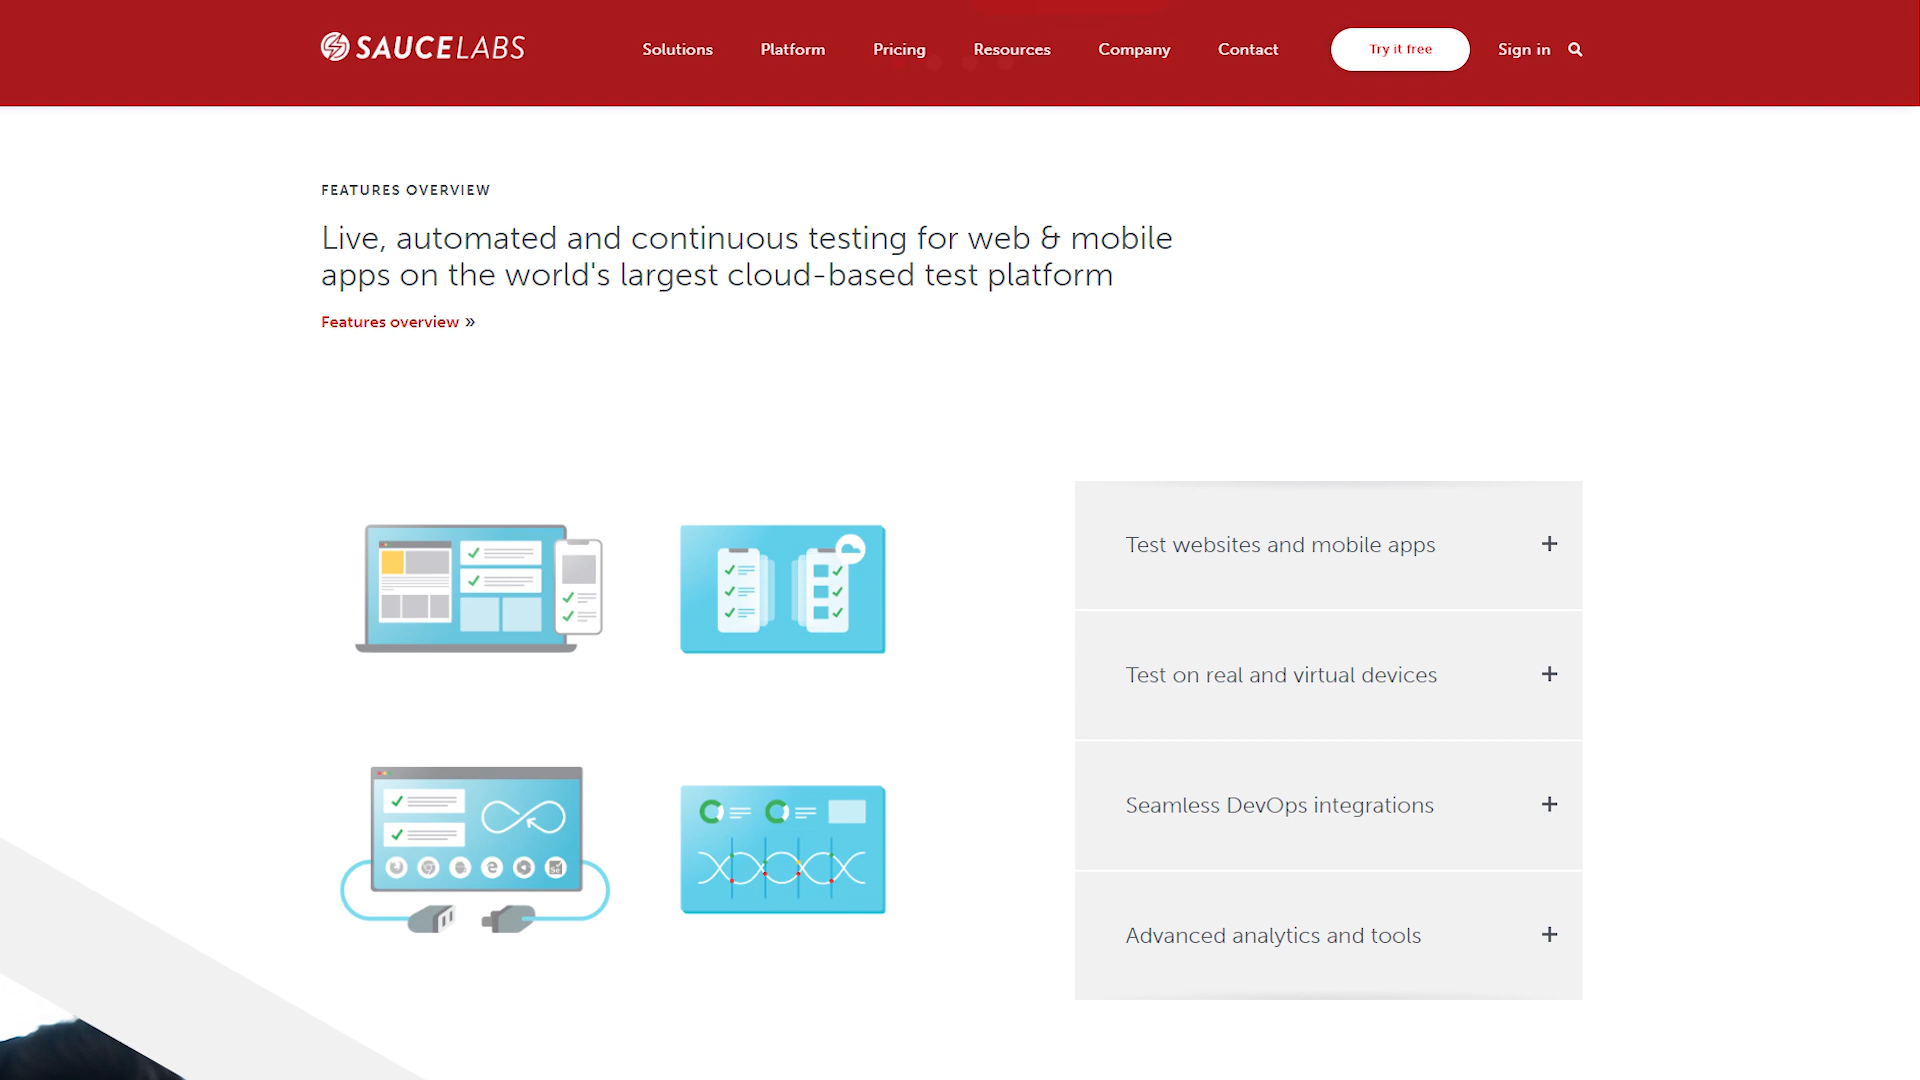 SAUCELABS
Solutions
Platform
Pricing
Resources
Company
Contact
Try it free
Sign in
FEATURES OVERVIEW
Live, automated and continuous testing for web & mobile
apps on the world's largest cloud-based test platform
Features overview »
Test websites and mobile apps +
Test on real and virtual devices +
Seamless DevOps integrations +
Advanced analytics and tools +